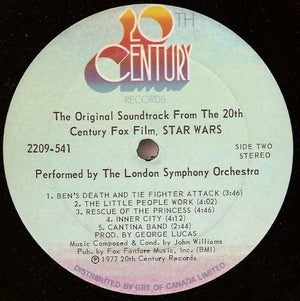 20TH
CENTURY
RECORDS
The Original Soundtrack From The 20th
Century Fox Film, STAR WARS
2209-541
SIDE TWO
STEREO
Performed by The London Symphony Orchestra
1. BEN'S DEATH AND TIE FIGHTER ATTACK (3:46)
2. THE LITTLE PEOPLE WORK (4:02)
3. RESCUE OF THE PRINCESS (4:46)
4. INNER CITY (4:12)
5. CANTINA BAND (2:44)
PROD. BY GEORGE LUCAS
Music Composed & Cond. by John Williams
Pub. by Fox Fanfare Music, Inc. (BMI)
℗ 1977 20th Century Records
DISTRIBUTED BY GRT OF CANADA LIMITED